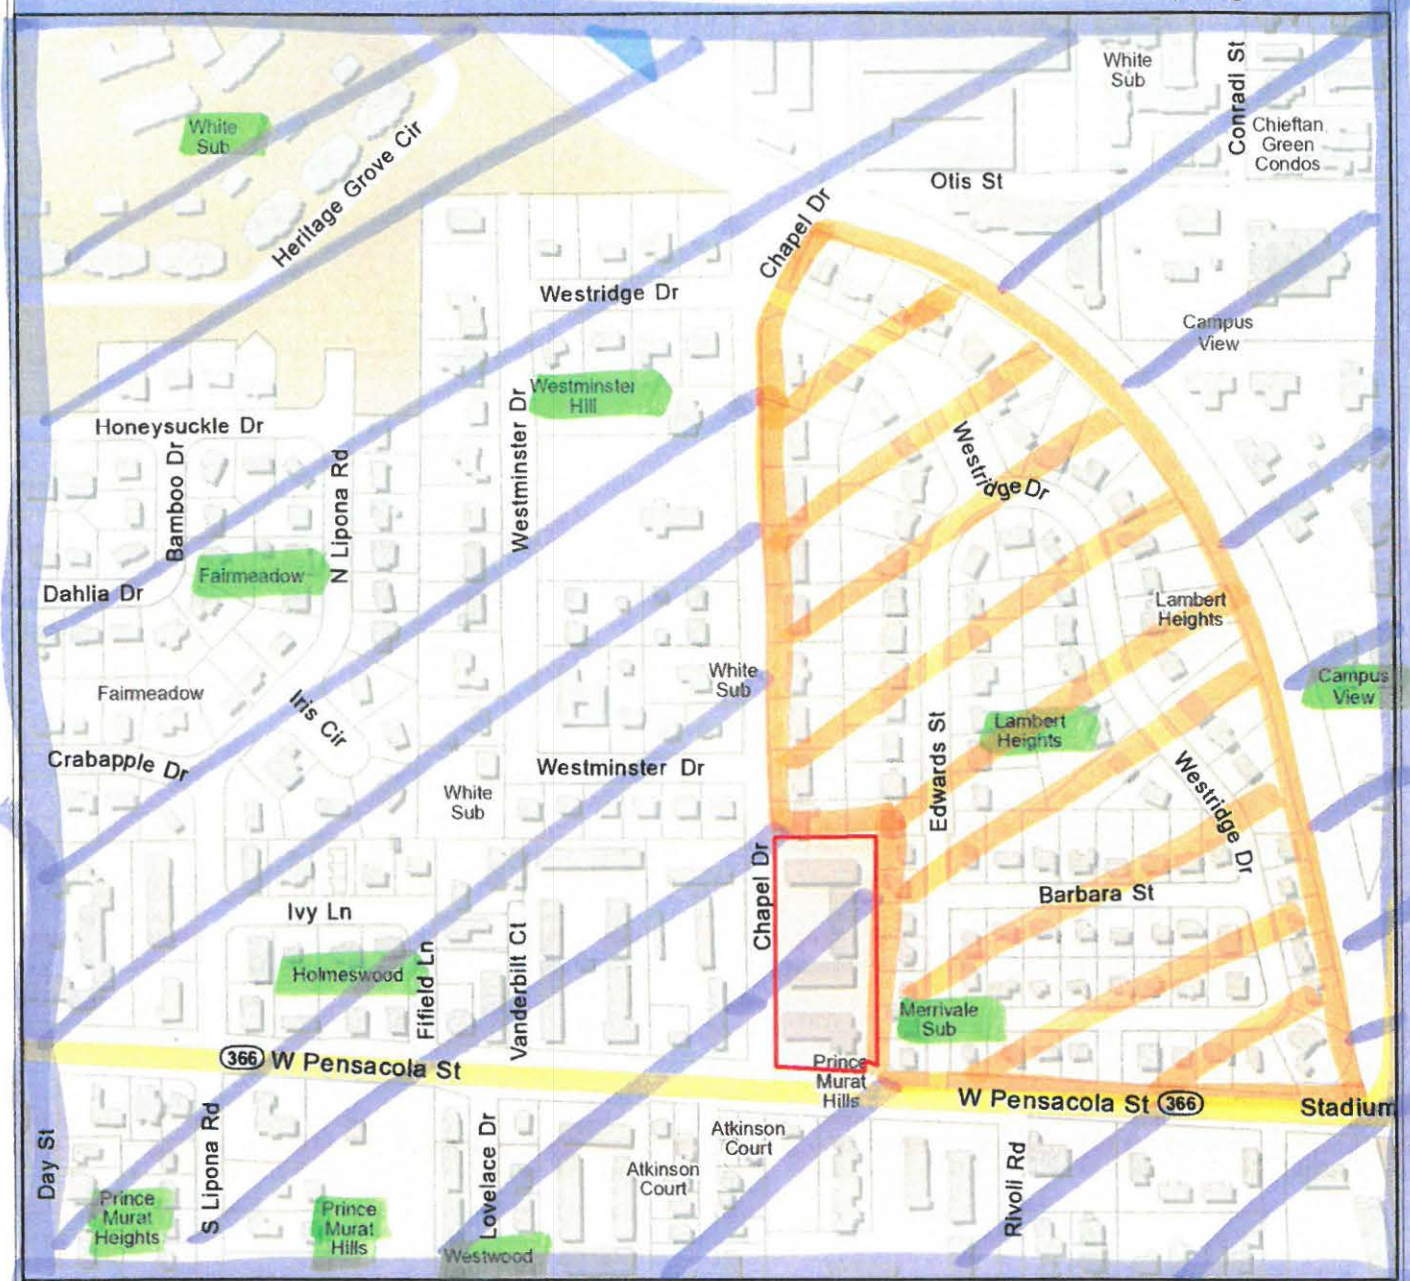 White
Sub
Conradi St
White
Sub
Chieftan
Green
Condos
Heritage Grove Cir
Otis St
Chapel Dr
Westridge Dr
Campus
View
Westminster
Hill
Honeysuckle Dr
Bamboo Dr
N Lipona Rd
Westminster Dr
Westridge Dr
Fairmeadow
Dahlia Dr
Lambert
Heights
Fairmeadow
White
Sub
Campus
View
Iris Cir
Lambert
Heights
Edwards St
Crabapple Dr
Westminster Dr
White
Sub
Westridge Dr
Chapel Dr
Barbara St
Ivy Ln
Holmeswood
Fifield Ln
Vanderbilt Ct
Merrivale
Sub
366 W Pensacola St
Prince
Murat
Hills
W Pensacola St 366
Stadium
Day St
S Lipona Rd
Lovelace Dr
Atkinson
Court
Atkinson
Court
Rivoli Rd
Prince
Murat
Heights
Prince
Murat
Hills
Westwood